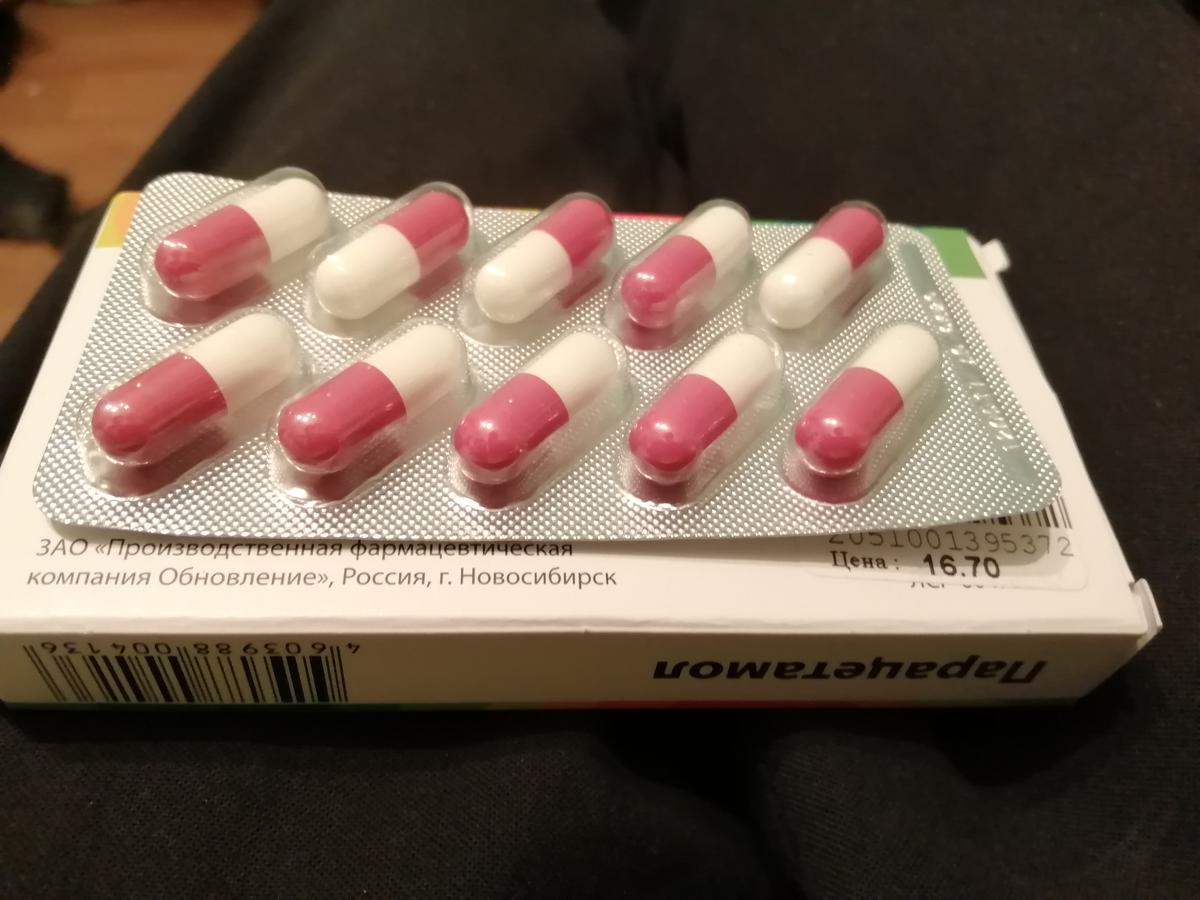 ЗАО «Производственная фармацевтическая
компания Обновление», Россия, г. Новосибирск
2051001395372
Цена : 16.70
4 603988 004136
Парацетамол